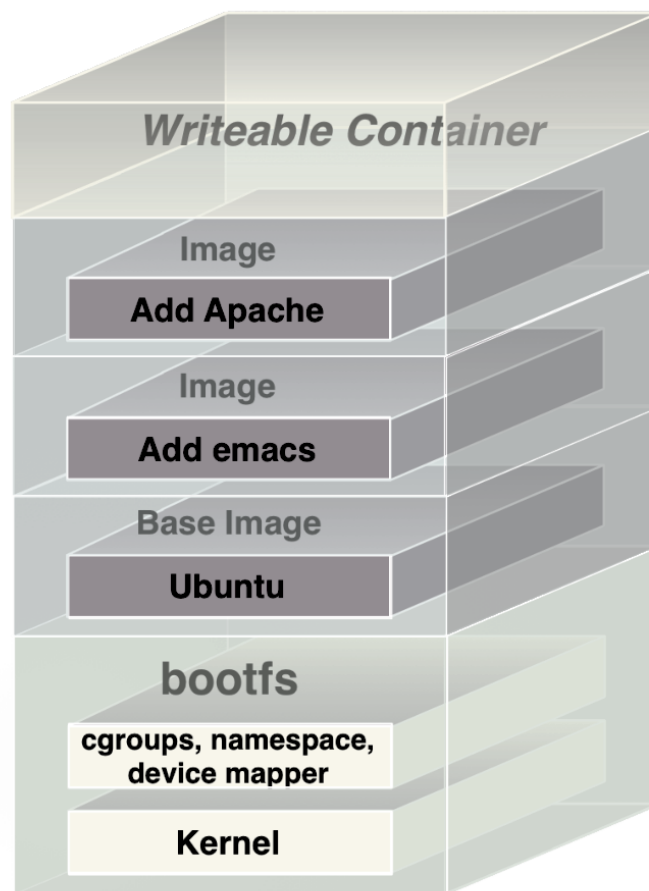 Writeable Container
Image
Add Apache
Image
Add emacs
Base Image
Ubuntu
bootfs
cgroups, namespace,
device mapper
Kernel